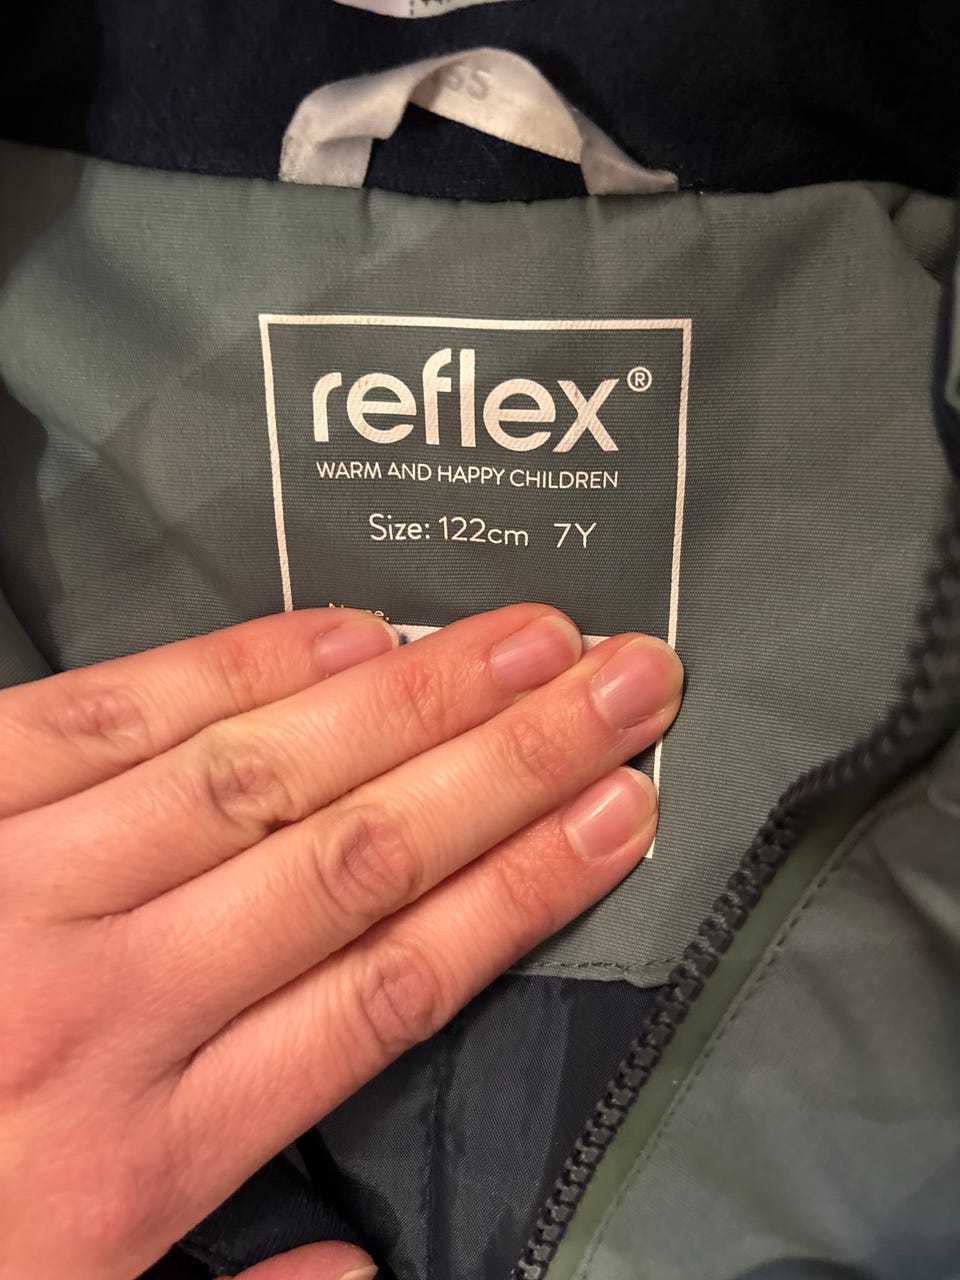 reflex®
WARM AND HAPPY CHILDREN
Size: 122cm 7Y